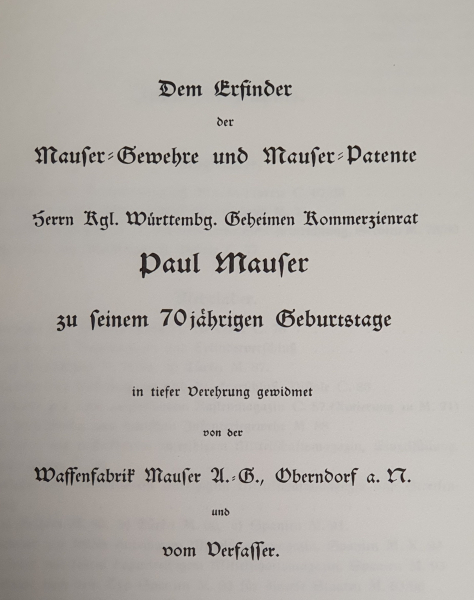 Dem Erfinder
der
Mauser-Gewehre und Mauser-Patente
Herrn Kgl. Württembg. Geheimen Kommerzienrat
Paul Mauser
zu seinem 70jährigen Geburtstage
in tiefer Verehrung gewidmet
von der
Waffenfabrik Mauser A.-G., Oberndorf a. N.
und
vom Verfasser.